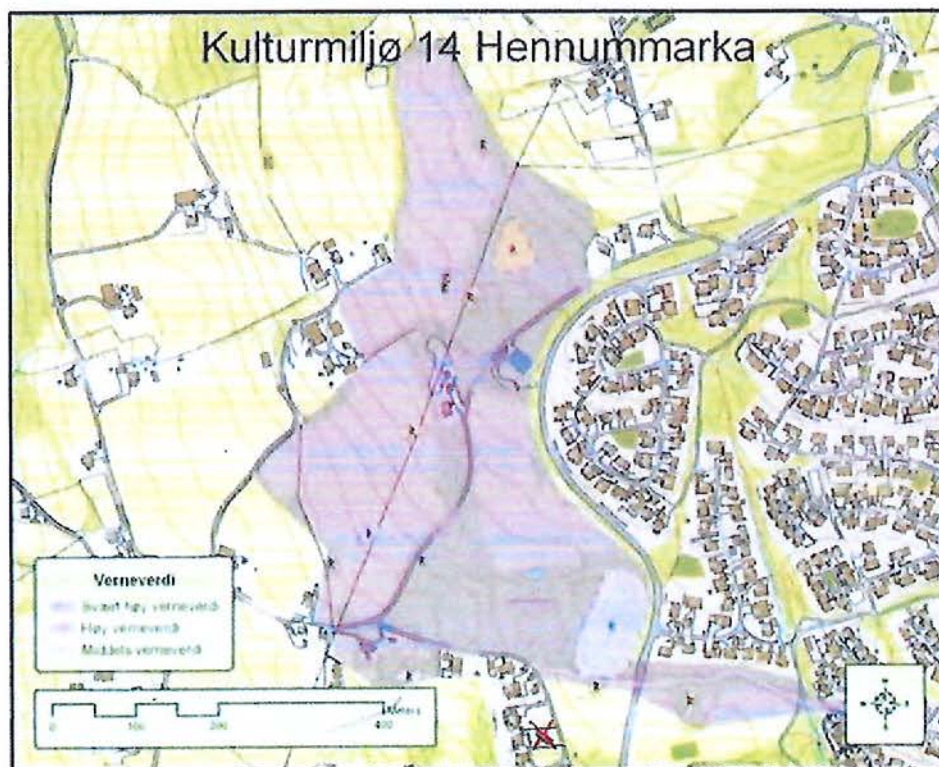 Kulturmiljø 14 Hennummarka
Verneverdi
Svært høy verneverdi
Høy verneverdi
Middels verneverdi
0 100 200 400